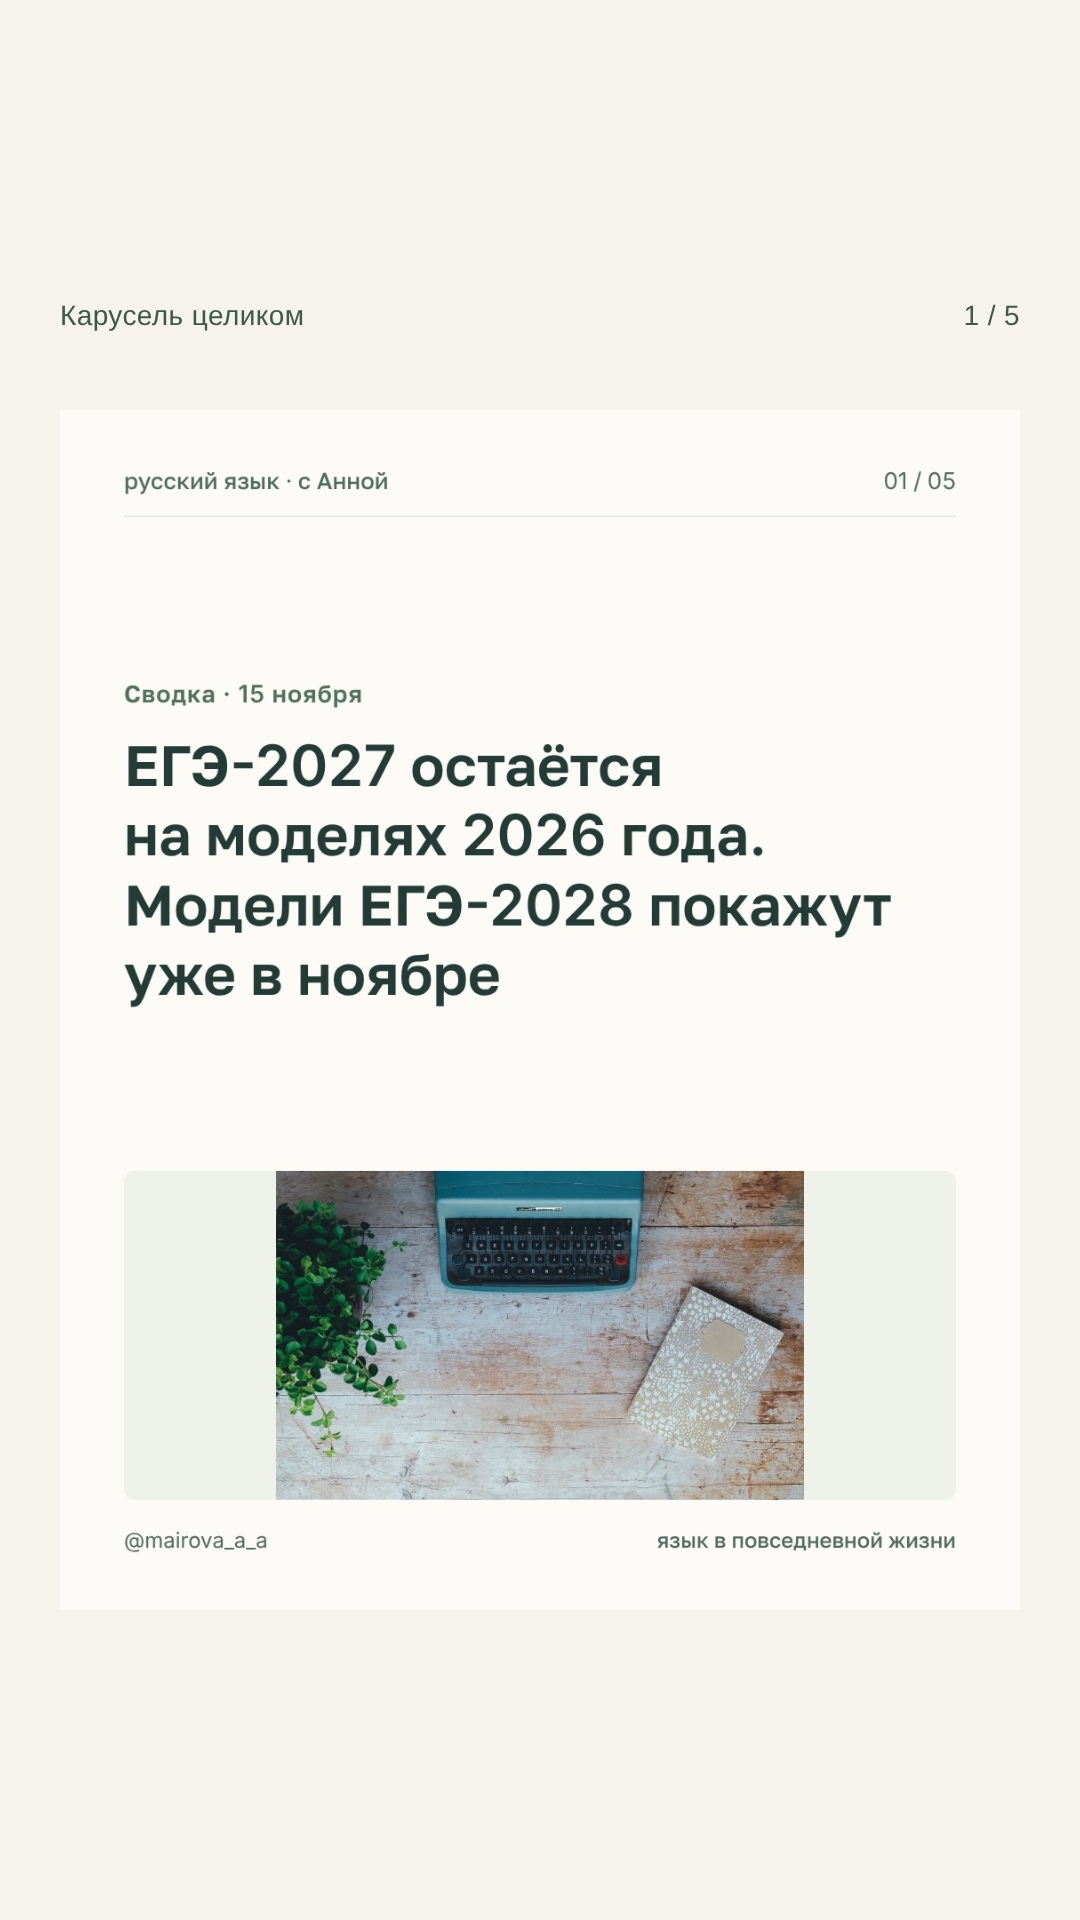 Карусель целиком
1 / 5
русский язык · с Анной
01 / 05
Сводка · 15 ноября
ЕГЭ-2027 остаётся
на моделях 2026 года.
Модели ЕГЭ-2028 покажут
уже в ноябре
@mairova_a_a
язык в повседневной жизни